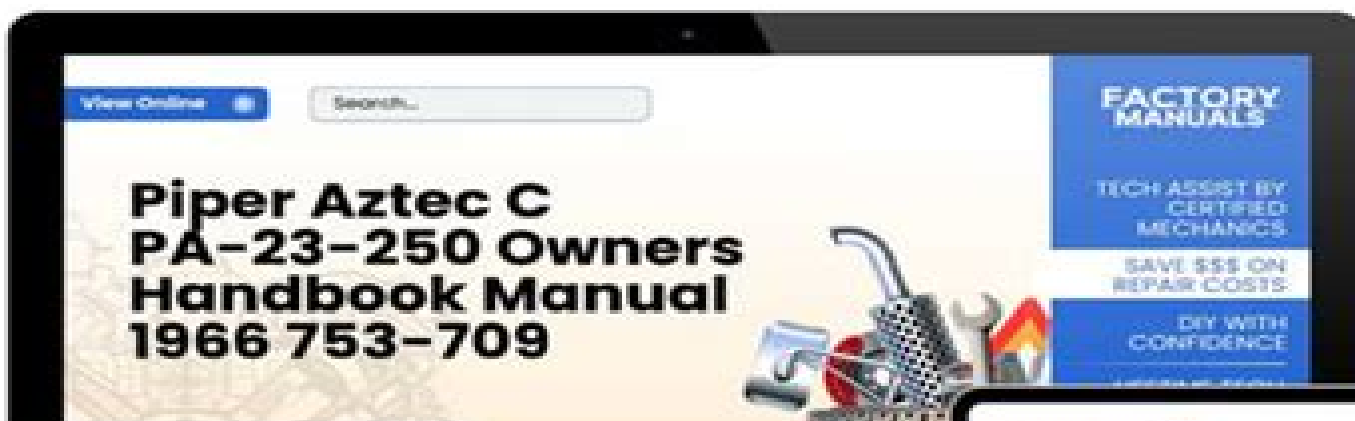 View Online
Search...
Piper Aztec C
PA-23-250 Owners
Handbook Manual
1966 753-709
FACTORY
MANUALS
TECH ASSIST BY
CERTIFIED
MECHANICS
SAVE $$$ ON
REPAIR COSTS
DIY WITH
CONFIDENCE